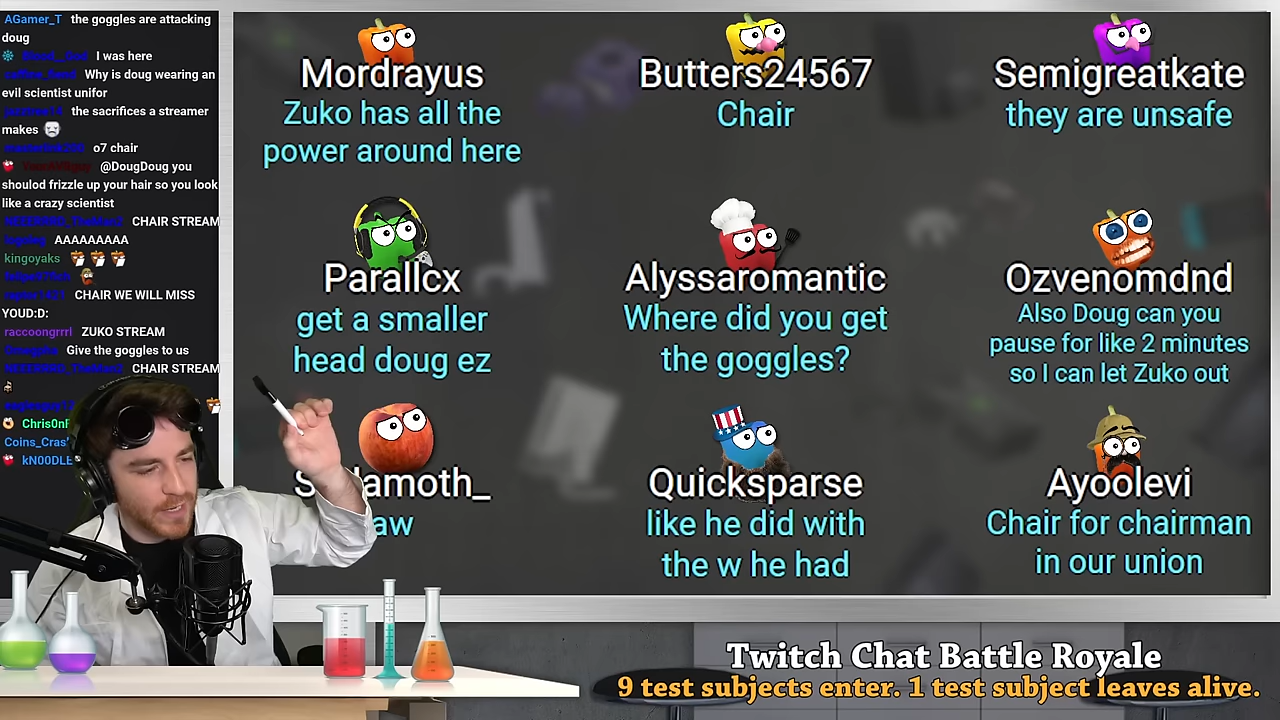 AGamer_T the goggles are attacking
doug
I was here
Why is doug wearing an
evil scientist unifor
the sacrifices a streamer
makes
o7 chair
@DougDoug you
shoulod frizzle up your hair so you look
like a crazy scientist
CHAIR STREAM
AAAAAAAAA
kingoyaks
CHAIR WE WILL MISS
YOUD:D:
raccoongrrrl ZUKO STREAM
Give the goggles to us
CHAIR STREAM
Chris0nF
Coins_Cras
kN00DLE
Mordrayus
Zuko has all the
power around here
Butters24567
Chair
Semigreatkate
they are unsafe
Parallcx
get a smaller
head doug ez
Alyssaromantic
Where did you get
the goggles?
Ozvenomdnd
Also Doug can you
pause for like 2 minutes
so I can let Zuko out
amoth_
aw
Quicksparse
like he did with
the w he had
Ayoolevi
Chair for chairman
in our union
Twitch Chat Battle Royale
9 test subjects enter. 1 test subject leaves alive.